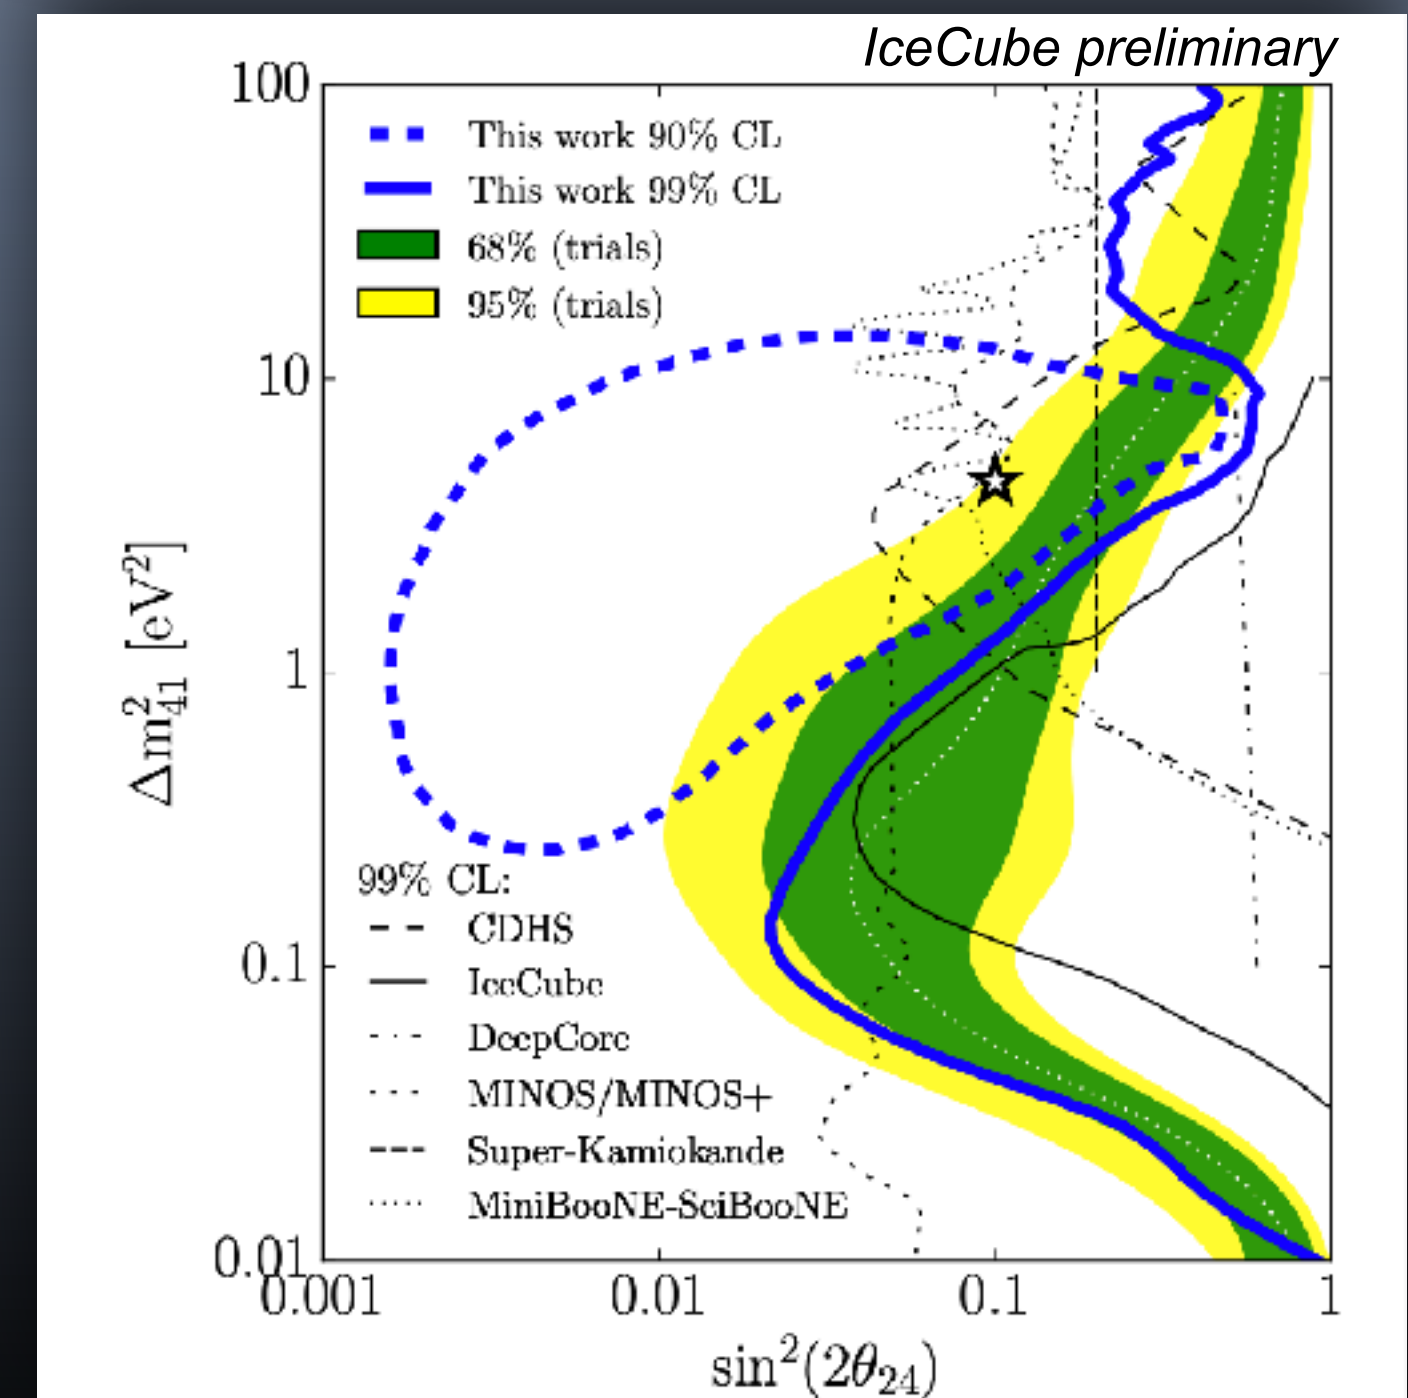 IceCube preliminary
100
This work 90% CL
This work 99% CL
68% (trials)
95% (trials)
10
Δm²₄₁ [eV²]
1
99% CL:
CDHS
0.1
IceCube
DeepCore
MINOS/MINOS+
Super-Kamiokande
MiniBooNE-SciBooNE
0.01
0.001 0.01 0.1 1
sin²(2θ₂₄)